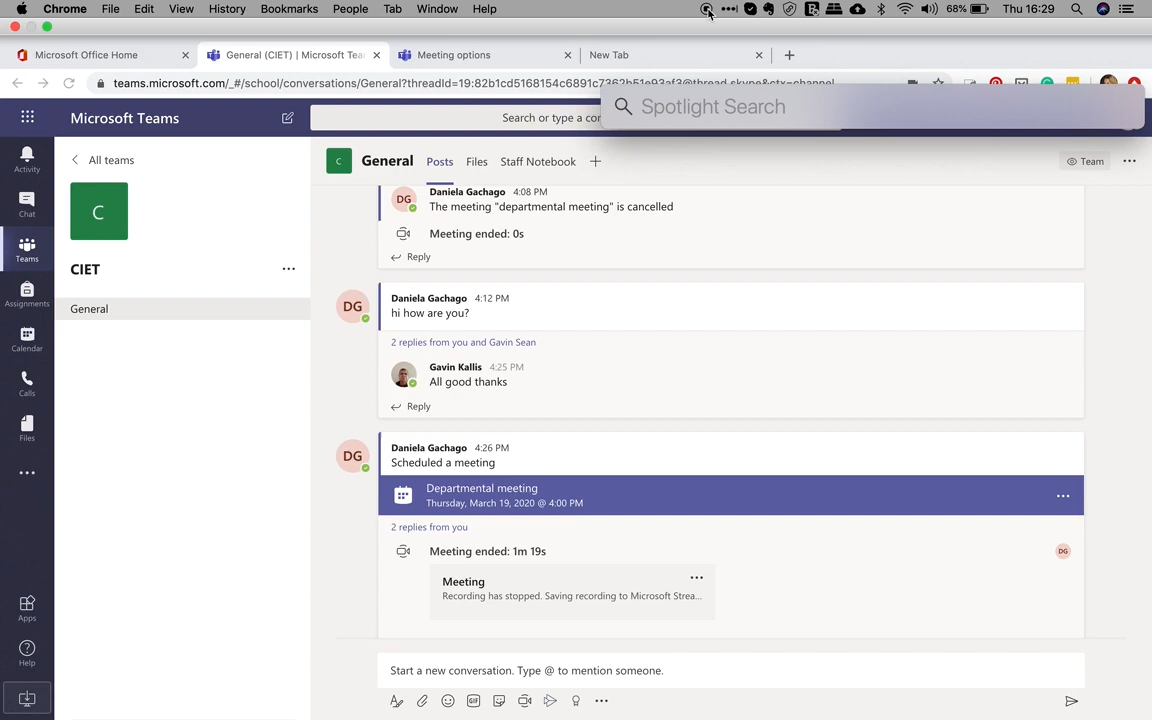 Chrome File Edit View History Bookmarks People Tab Window Help 68% Thu 16:29
Microsoft Office Home General (CIET) | Microsoft Tea Meeting options New Tab
teams.microsoft.com/_#/school/conversations/General?threadId=19:82b1cd5168154c6891c7362b51e93af3@thread.skype&ctx=channel
Spotlight Search
Microsoft Teams
Search or type a co
Activity
Chat
Teams
Assignments
Calendar
Calls
Files
Apps
Help
All teams
C
CIET
General
C General Posts Files Staff Notebook Team
DG Daniela Gachago 4:08 PM
The meeting "departmental meeting" is cancelled
Meeting ended: 0s
Reply
DG Daniela Gachago 4:12 PM
hi how are you?
2 replies from you and Gavin Sean
Gavin Kallis 4:25 PM
All good thanks
Reply
DG Daniela Gachago 4:26 PM
Scheduled a meeting
Departmental meeting
Thursday, March 19, 2020 @ 4:00 PM
2 replies from you
Meeting ended: 1m 19s DG
Meeting
Recording has stopped. Saving recording to Microsoft Strea...
Start a new conversation. Type @ to mention someone.
GIF